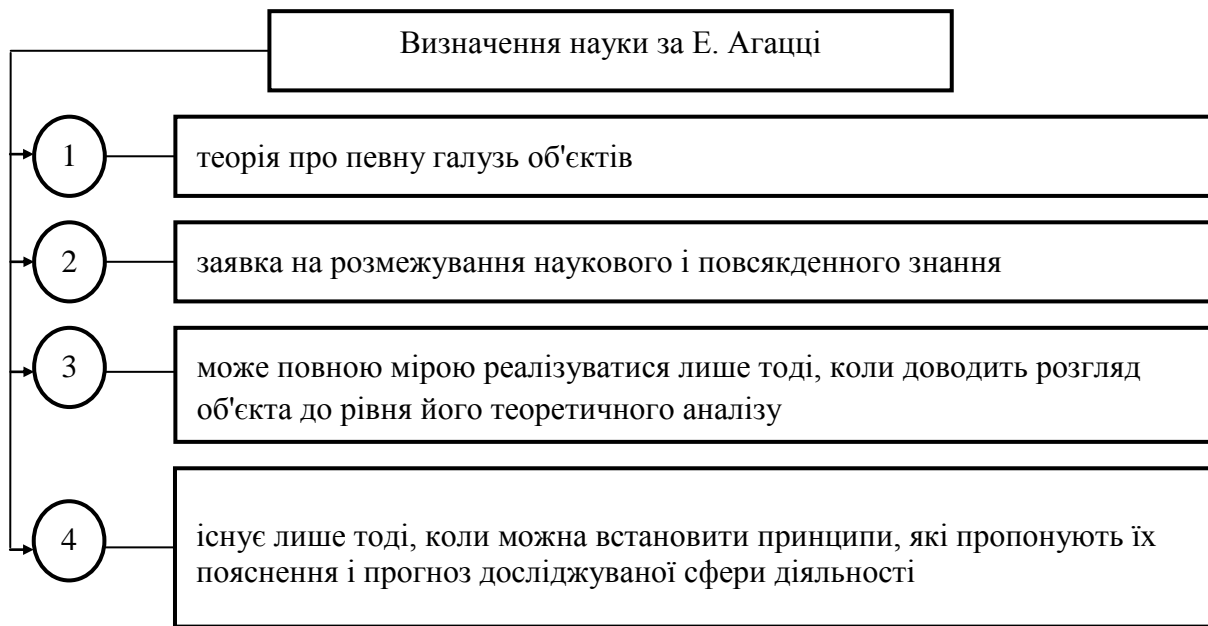 Визначення науки за Е. Агацці
1
теорія про певну галузь об'єктів
2
заявка на розмежування наукового і повсякденного знання
3
може повною мірою реалізуватися лише тоді, коли доводить розгляд
об'єкта до рівня його теоретичного аналізу
4
існує лише тоді, коли можна встановити принципи, які пропонують їх
пояснення і прогноз досліджуваної сфери діяльності